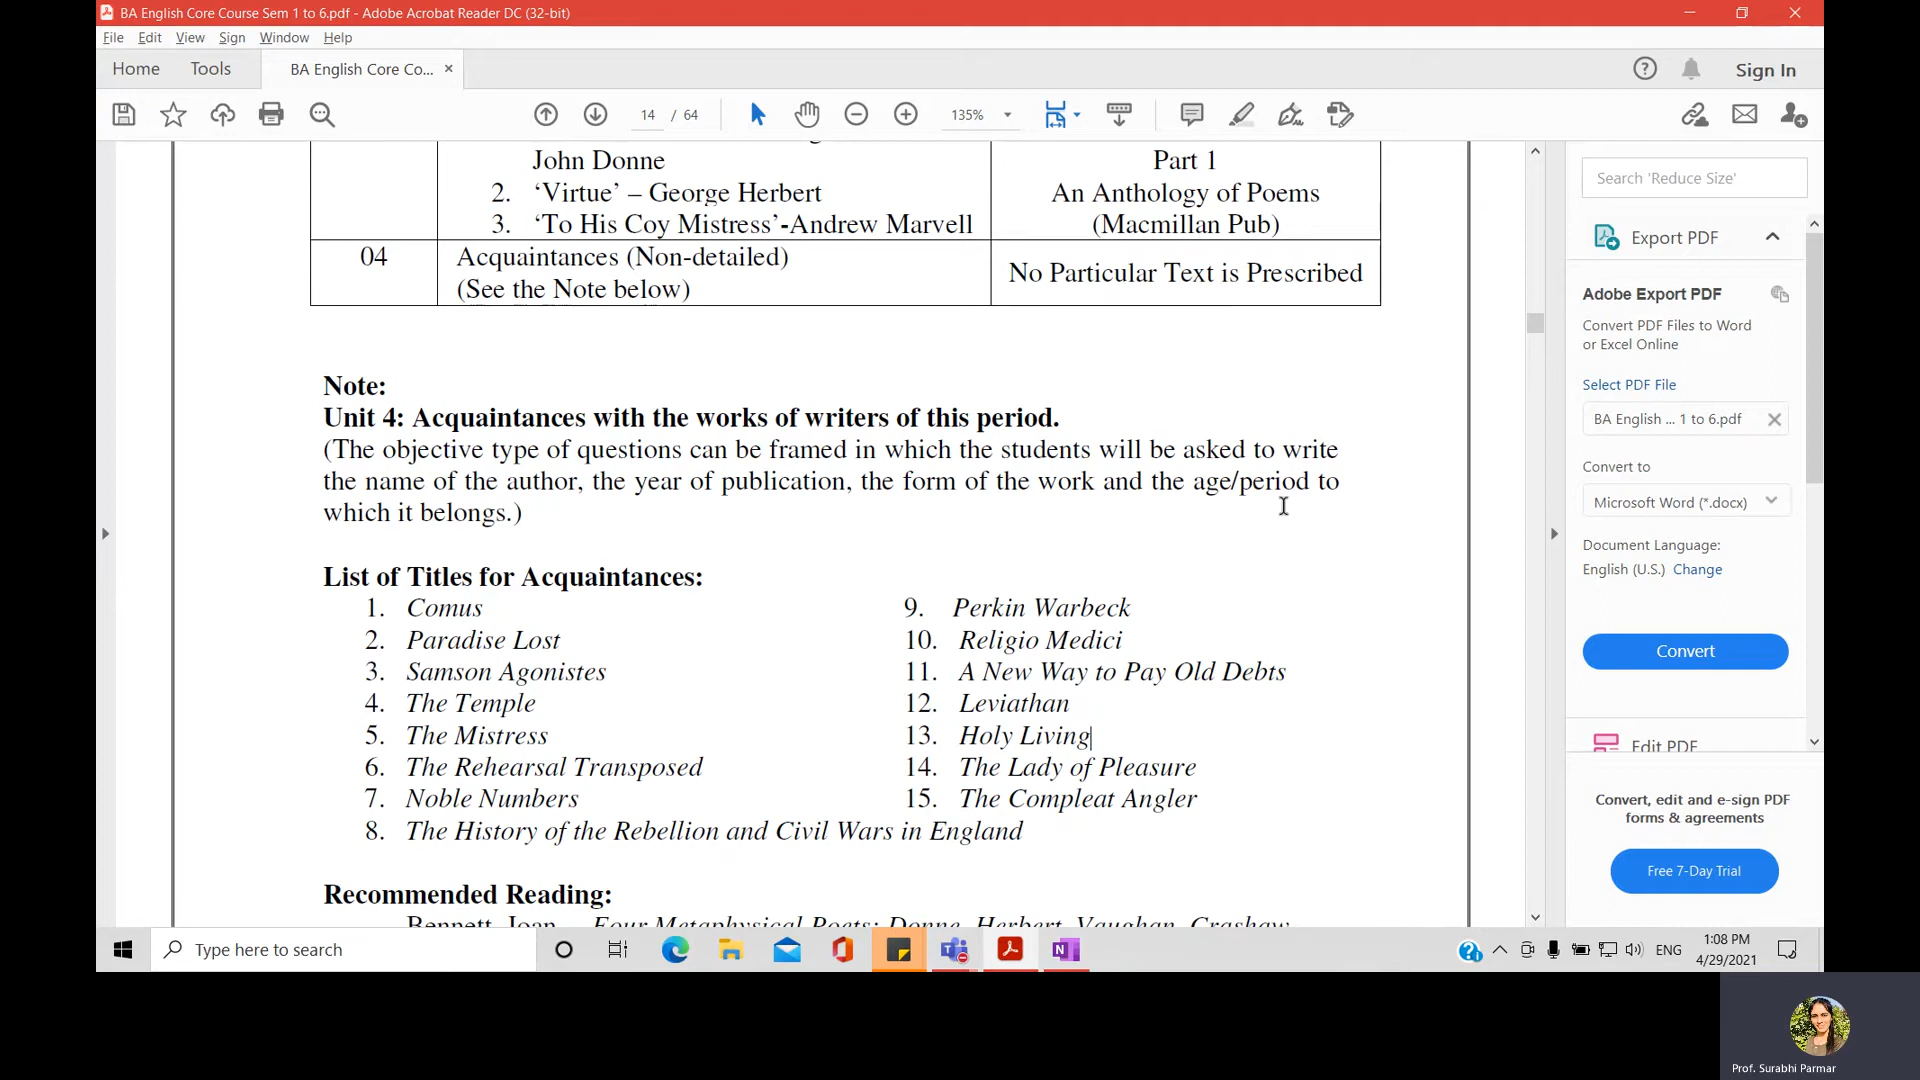 BA English Core Course Sem 1 to 6.pdf - Adobe Acrobat Reader DC (32-bit)
File Edit View Sign Window Help
Home Tools BA English Core Co... × Sign In
14 / 64 135%
John Donne Part 1
2. ‘Virtue’ – George Herbert An Anthology of Poems
3. ‘To His Coy Mistress’-Andrew Marvell (Macmillan Pub)
04 Acquaintances (Non-detailed) No Particular Text is Prescribed
(See the Note below)
Note:
Unit 4: Acquaintances with the works of writers of this period.
(The objective type of questions can be framed in which the students will be asked to write
the name of the author, the year of publication, the form of the work and the age/period to
which it belongs.)
List of Titles for Acquaintances:
1. Comus 9. Perkin Warbeck
2. Paradise Lost 10. Religio Medici
3. Samson Agonistes 11. A New Way to Pay Old Debts
4. The Temple 12. Leviathan
5. The Mistress 13. Holy Living
6. The Rehearsal Transposed 14. The Lady of Pleasure
7. Noble Numbers 15. The Compleat Angler
8. The History of the Rebellion and Civil Wars in England
Recommended Reading:
Bennett, Joan Four Metaphysical Poets: Donne, Herbert, Vaughan, Crashaw
Search 'Reduce Size'
Export PDF
Adobe Export PDF
Convert PDF Files to Word
or Excel Online
Select PDF File
BA English ... 1 to 6.pdf
Convert to
Microsoft Word (*.docx)
Document Language:
English (U.S.) Change
Convert
Edit PDF
Convert, edit and e-sign PDF
forms & agreements
Free 7-Day Trial
Type here to search
ENG
1:08 PM
4/29/2021
Prof. Surabhi Parmar